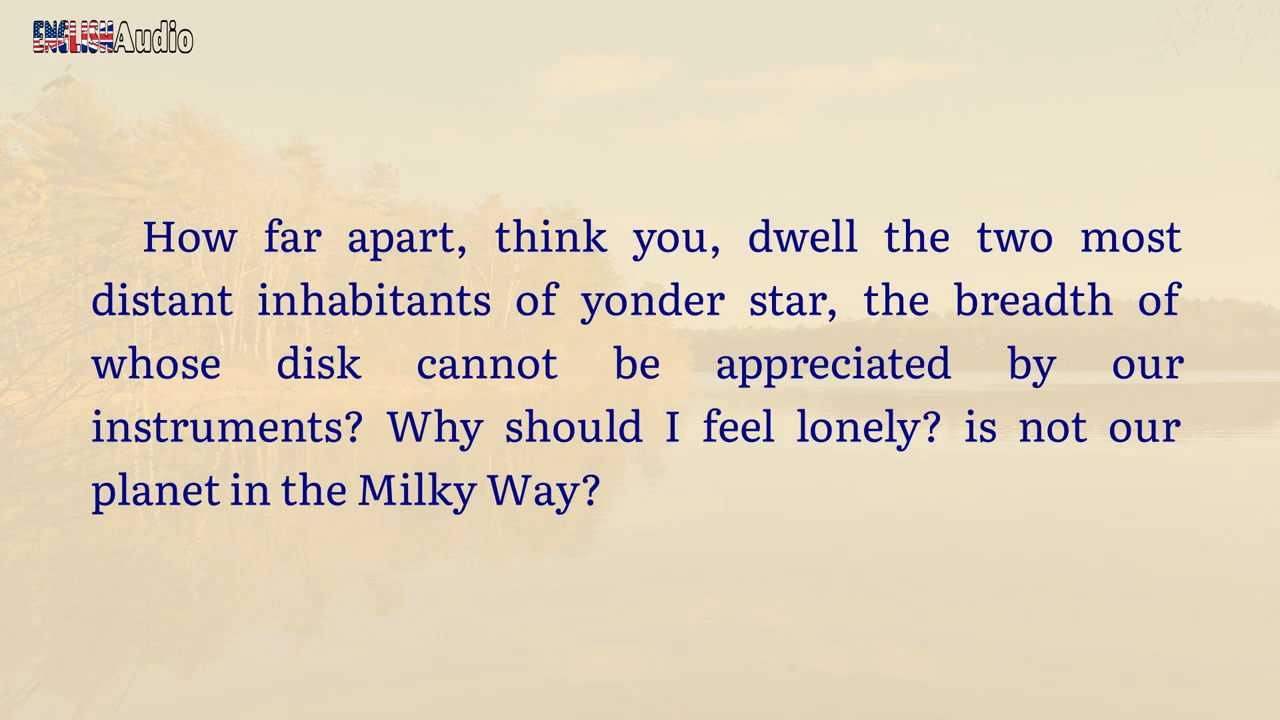 ENGLISHAudio
How far apart, think you, dwell the two most
distant inhabitants of yonder star, the breadth of
whose disk cannot be appreciated by our
instruments? Why should I feel lonely? is not our
planet in the Milky Way?